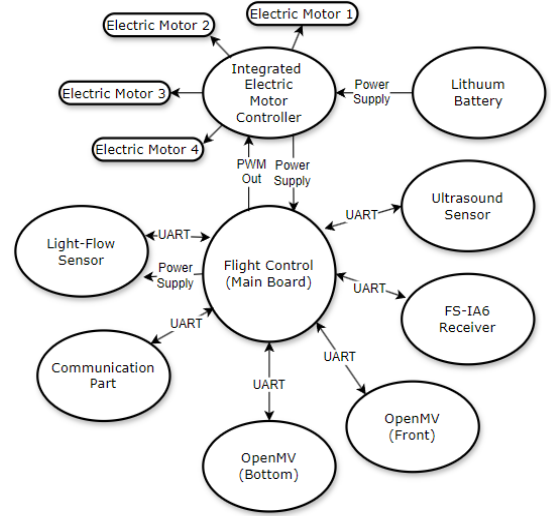 Electric Motor 1
Electric Motor 2
Integrated
Electric
Motor
Controller
Power
Supply
Lithuum
Battery
Electric Motor 3
Electric Motor 4
PWM
Out
Power
Supply
Ultrasound
Sensor
UART
Light-Flow
Sensor
UART
Power
Supply
Flight Control
(Main Board)
UART
FS-IA6
Receiver
UART
Communication
Part
UART
UART
OpenMV
(Front)
OpenMV
(Bottom)